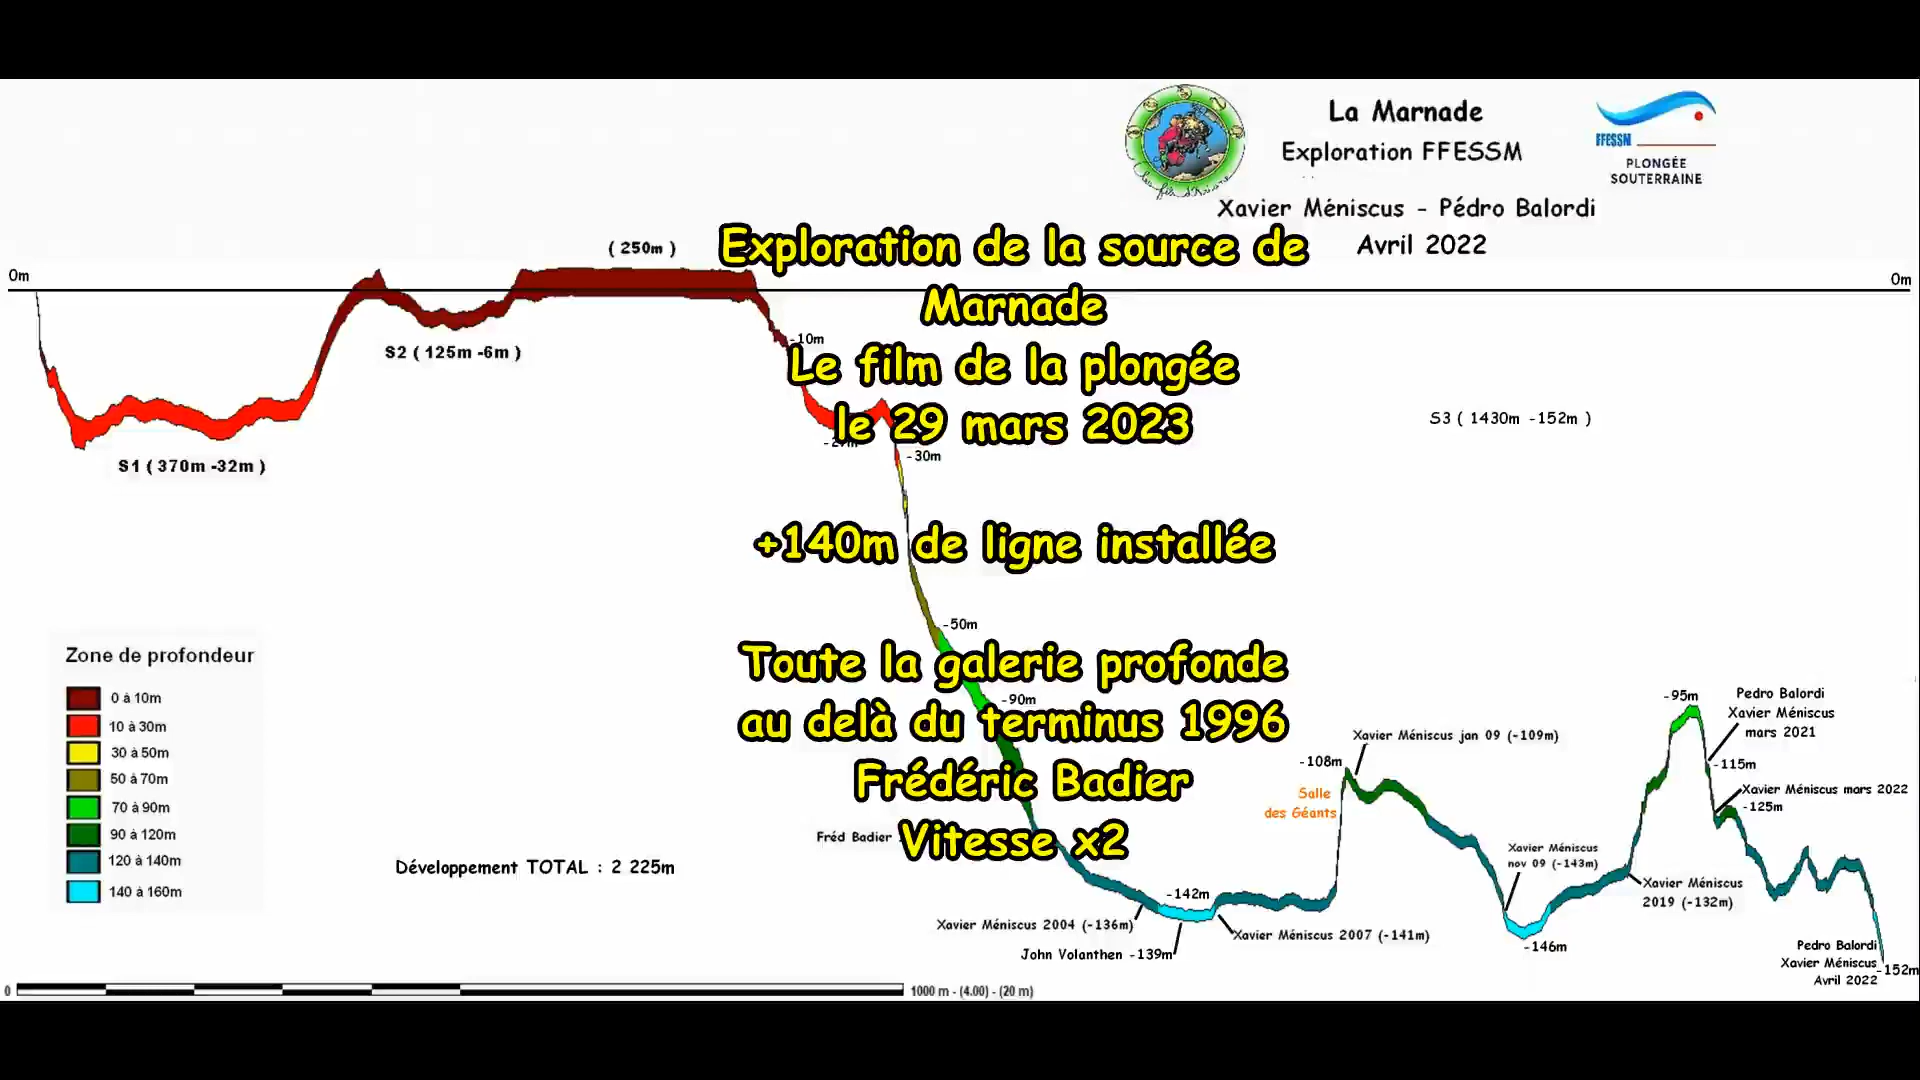 La Marnade
Exploration FFESSM
Xavier Méniscus - Pédro Balordi
Avril 2022
FFESSM
PLONGÉE
SOUTERRAINE
Exploration de la source de
Marnade
Le film de la plongée
le 29 mars 2023
+140m de ligne installée
Toute la galerie profonde
au delà du terminus 1996
Frédéric Badier
Vitesse x2
0m
( 250m )
0m
S2 ( 125m -6m )
S1 ( 370m -32m )
-10m
-30m
S3 ( 1430m -152m )
-50m
-90m
Zone de profondeur
0 à 10m
10 à 30m
30 à 50m
50 à 70m
70 à 90m
90 à 120m
120 à 140m
140 à 160m
Développement TOTAL : 2 225m
Fréd Badier
-142m
Xavier Méniscus 2004 (-136m)
John Volanthen -139m
Xavier Méniscus 2007 (-141m)
-108m
Salle
des Géants
Xavier Méniscus jan 09 (-109m)
Xavier Méniscus
nov 09 (-143m)
-146m
Xavier Méniscus
2019 (-132m)
-95m
Pedro Balordi
Xavier Méniscus
mars 2021
-115m
Xavier Méniscus mars 2022
-125m
Pedro Balordi
Xavier Méniscus
Avril 2022
-152m
0
1000 m - (4.00) - (20 m)